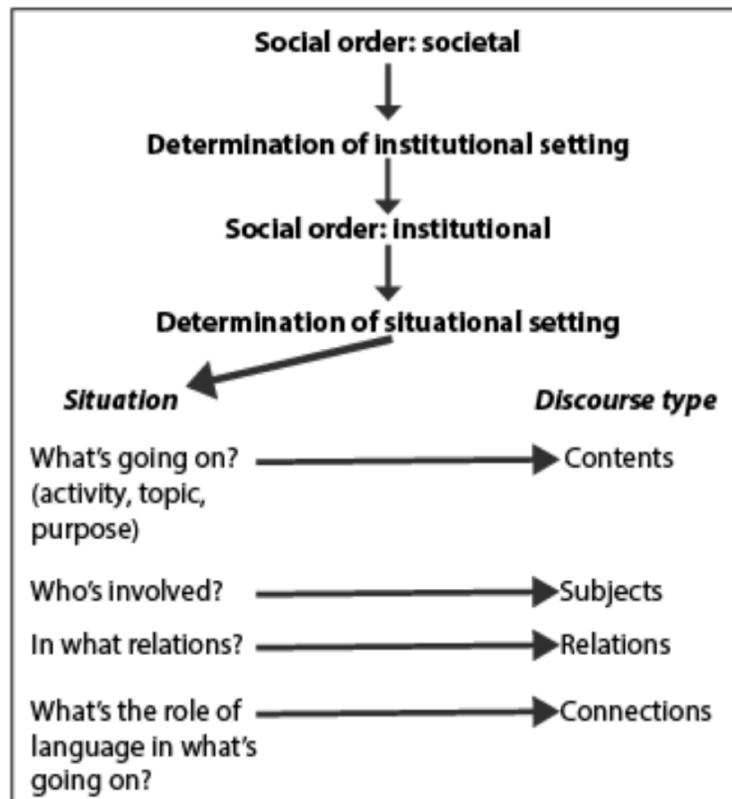 Social order: societal
Determination of institutional setting
Social order: institutional
Determination of situational setting
Situation
Discourse type
What's going on?
(activity, topic,
purpose)
Contents
Who's involved?
Subjects
In what relations?
Relations
What's the role of
language in what's
going on?
Connections